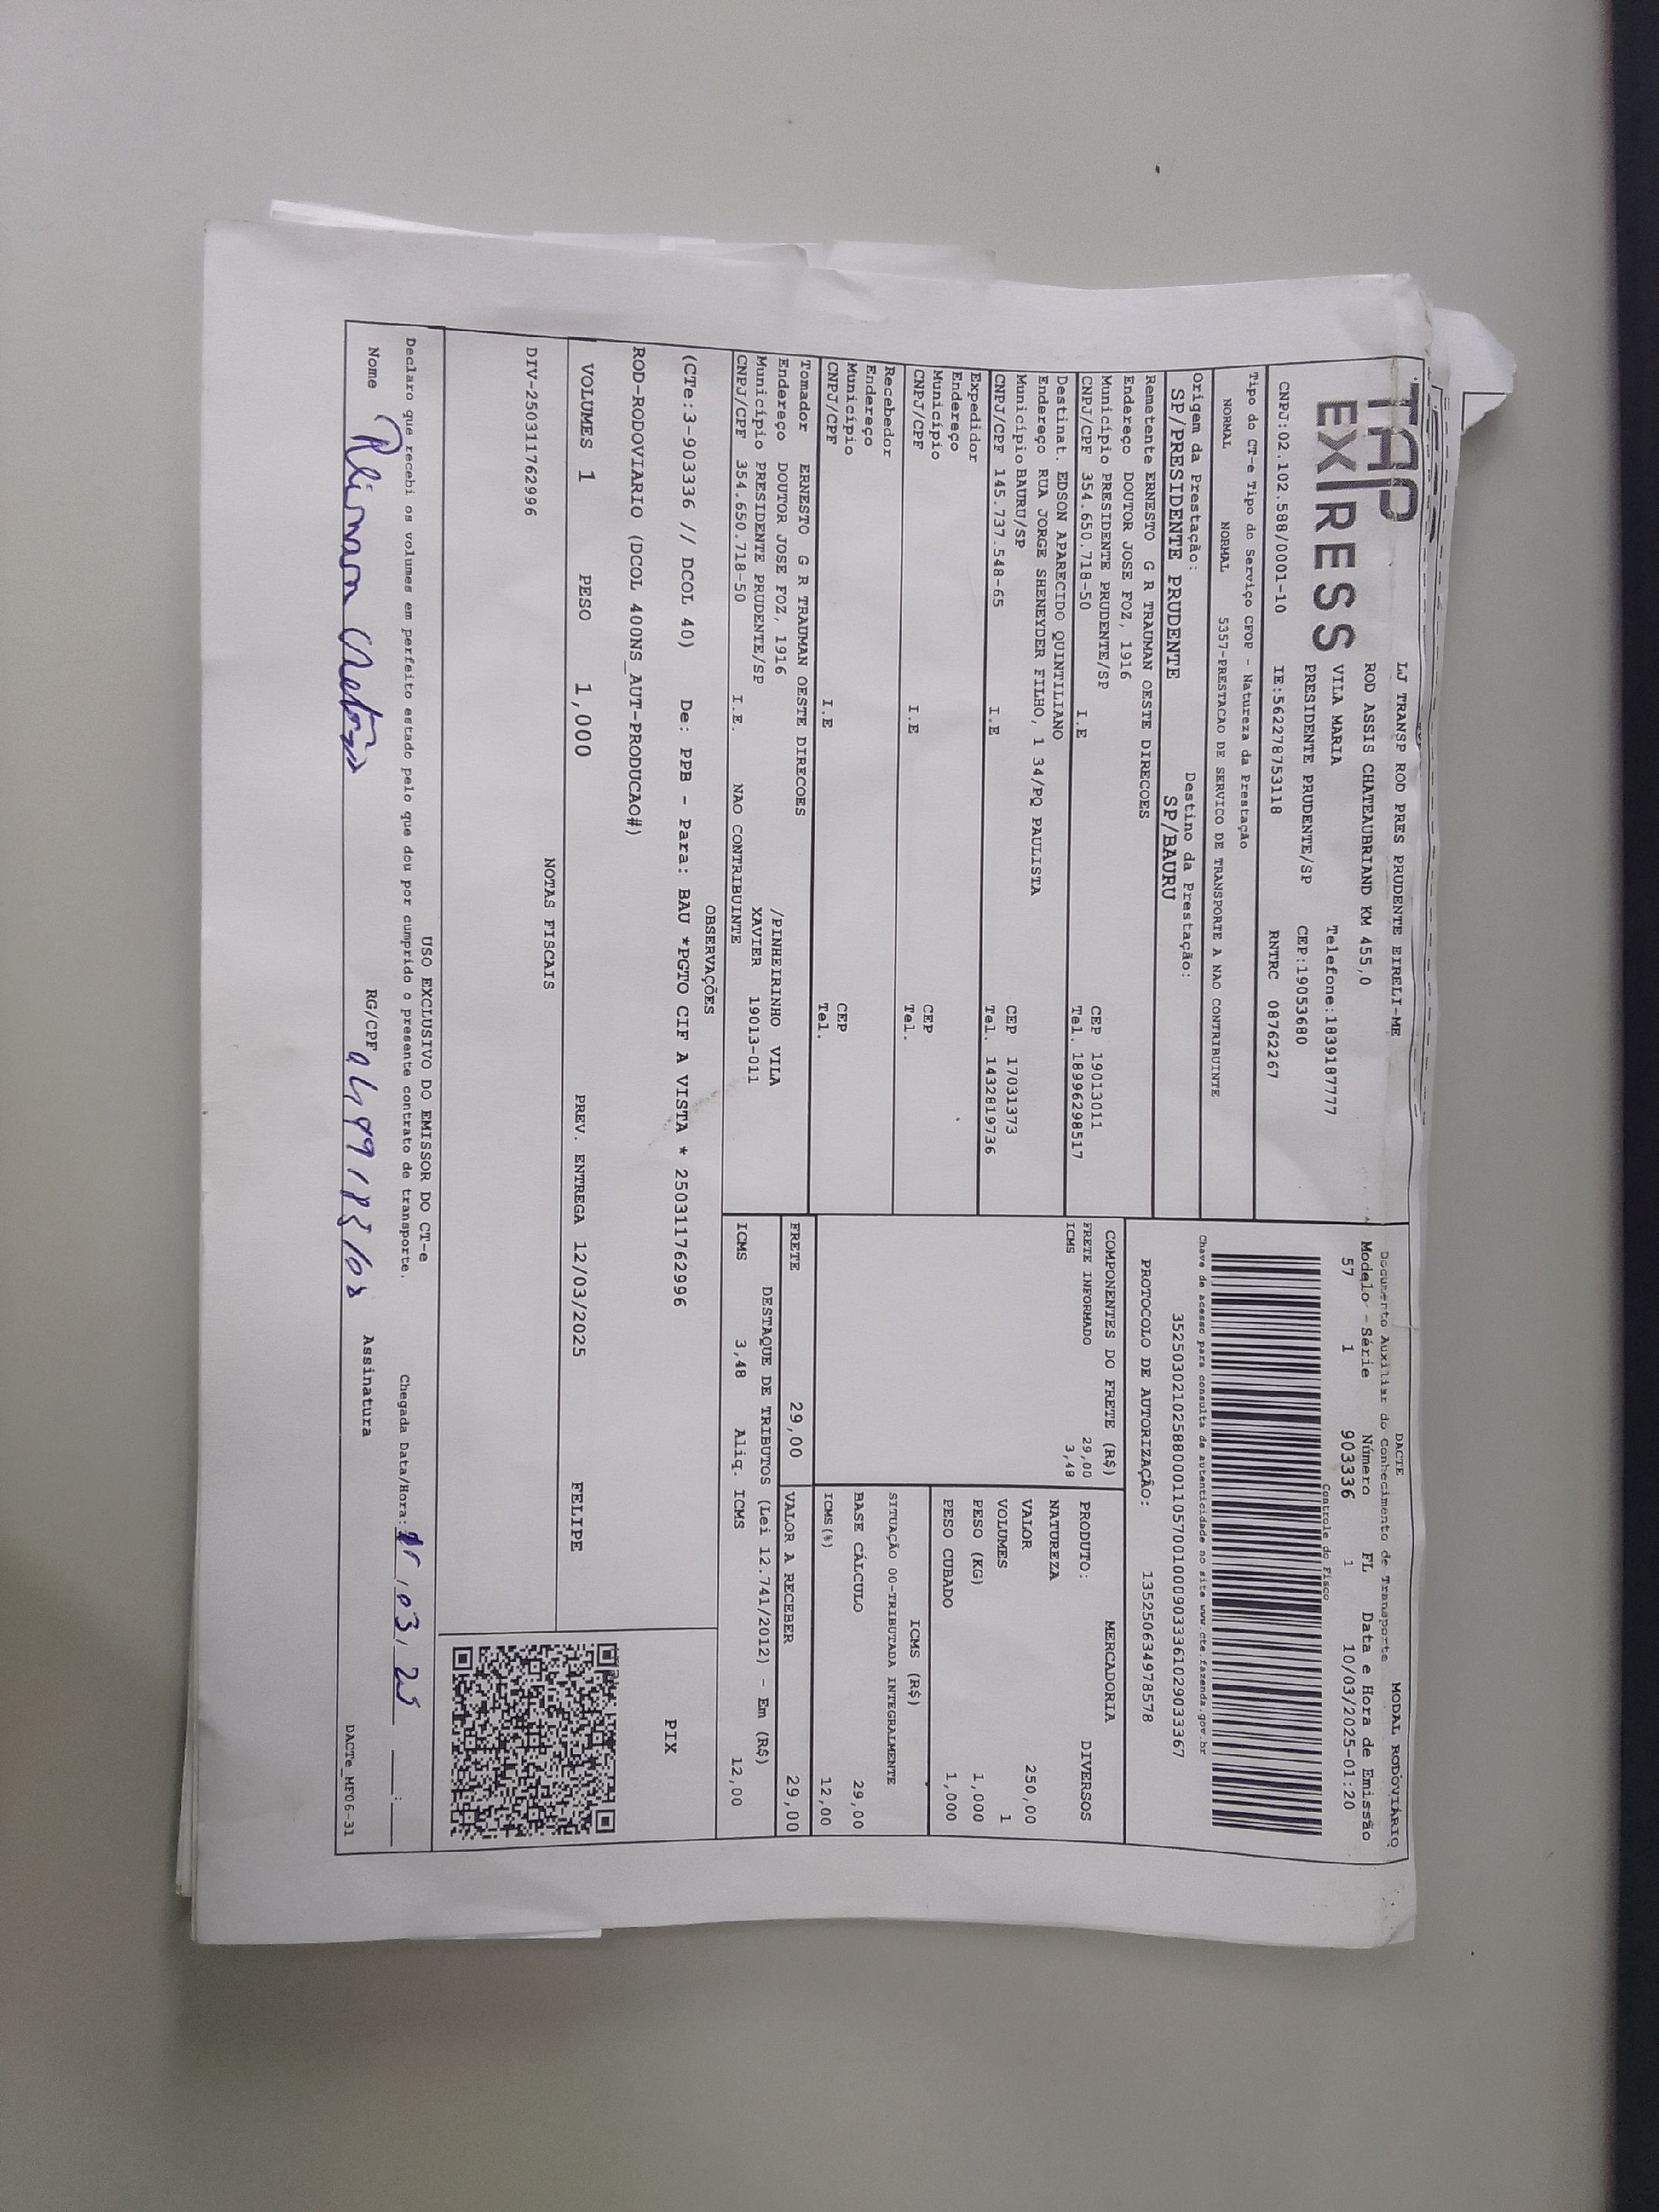 TAP
EXPRESS
LJ TRANSP ROD PRES PRUDENTE EIRELI-ME
ROD ASSIS CHATEAUBRIAND KM 455,0
VILA MARIA Telefone:1839187777
PRESIDENTE PRUDENTE/SP CEP:19053680
CNPJ:02.102.588/0001-10 IE:562278753118 RNTRC 08762267
DACTE MODAL RODOVIÁRIO
Documento Auxiliar do Conhecimento de Transporte
Modelo - Série Número FL Data e Hora de Emissão
57 1 903336 1 10/03/2025-01:20
Controle do Fisco
Chave de acesso para consulta de autenticidade no site www.cte.fazenda.gov.br
35250302102588000110570010009033361029033367
PROTOCOLO DE AUTORIZAÇÃO: 135250634978578
Tipo do CT-e Tipo do Serviço CFOP - Natureza da Prestação
NORMAL NORMAL 5357-PRESTACAO DE SERVICO DE TRANSPORTE A NAO CONTRIBUINTE
Origem da Prestação: Destino da Prestação:
SP/PRESIDENTE PRUDENTE SP/BAURU
Remetente ERNESTO G R TRAUMAN OESTE DIRECOES
Endereço DOUTOR JOSE FOZ, 1916
Município PRESIDENTE PRUDENTE/SP CEP 19013011
CNPJ/CPF 354.650.718-50 I.E Tel. 18996298517
Destinat. EDSON APARECIDO QUINTILIANO
Endereço RUA JORGE SHENEYDER FILHO, 1 34/PQ PAULISTA
Município BAURU/SP CEP 17031373
CNPJ/CPF 145.737.548-65 I.E Tel. 1432819736
Expedidor
Endereço
Município CEP
CNPJ/CPF I.E Tel.
Recebedor
Endereço
Município CEP
CNPJ/CPF I.E Tel.
Tomador ERNESTO G R TRAUMAN OESTE DIRECOES
Endereço DOUTOR JOSE FOZ, 1916 /PINHEIRINHO VILA
Município PRESIDENTE PRUDENTE/SP XAVIER 19013-011
CNPJ/CPF 354.650.718-50 I.E. NAO CONTRIBUINTE
COMPONENTES DO FRETE (R$)
FRETE INFORMADO 29,00
ICMS 3,48
MERCADORIA
PRODUTO: DIVERSOS
NATUREZA
VALOR 250,00
VOLUMES 1
PESO (KG) 1,000
PESO CUBADO 1,000
ICMS (R$)
SITUAÇÃO 00-TRIBUTADA INTEGRALMENTE
BASE CÁLCULO 29,00
ICMS(%) 12,00
FRETE 29,00 VALOR A RECEBER 29,00
DESTAQUE DE TRIBUTOS (Lei 12.741/2012) - Em (R$)
ICMS 3,48 Aliq. ICMS 12,00
OBSERVAÇÕES
(CTe:3-903336 // DCOL 40) De: PPB - Para: BAU *PGTO CIF A VISTA * 250311762996
ROD-RODOVIARIO (DCOL 400NS_AUT-PRODUCAO#)
PIX
VOLUMES 1 PESO 1,000 PREV. ENTREGA 12/03/2025 FELIPE
NOTAS FISCAIS
DIV-250311762996
USO EXCLUSIVO DO EMISSOR DO CT-e
Declaro que recebi os volumes em perfeito estado pelo que dou por cumprido o presente contrato de transporte. Chegada Data/Hora: 03, 25 __:__
Nome RG/CPF Assinatura
DACTe_MF06-31